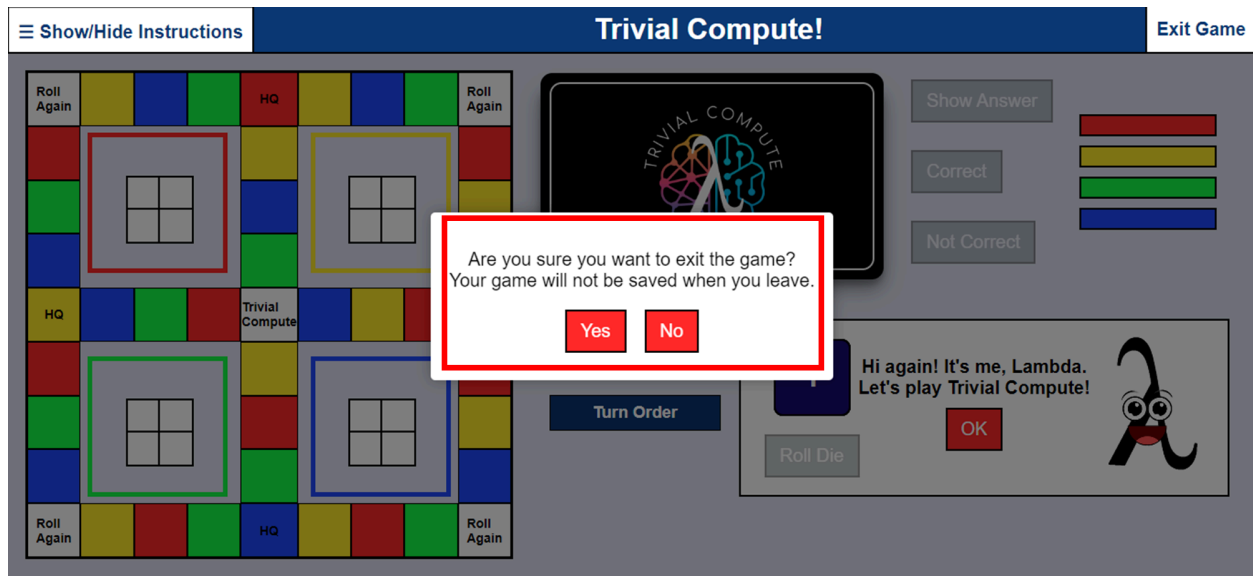 ☰ Show/Hide Instructions
Trivial Compute!
Exit Game
Roll
Again
HQ
Roll
Again
HQ
Trivial
Compute
Roll
Again
HQ
Roll
Again
TRIVIAL COMPUTE
λ
Show Answer
Correct
Not Correct
Are you sure you want to exit the game?
Your game will not be saved when you leave.
Yes
No
Turn Order
Roll Die
Hi again! It's me, Lambda.
Let's play Trivial Compute!
OK